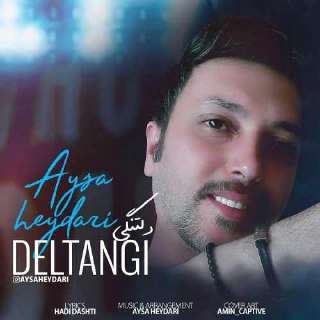 Aysa
heydari
دلتنگی
DELTANGI
@AYSAHEYDARI
LYRICS
HADI DASHTI
MUSIC & ARRANGEMENT
AYSA HEYDARI
COVER ART
AMIN_CAPTIVE